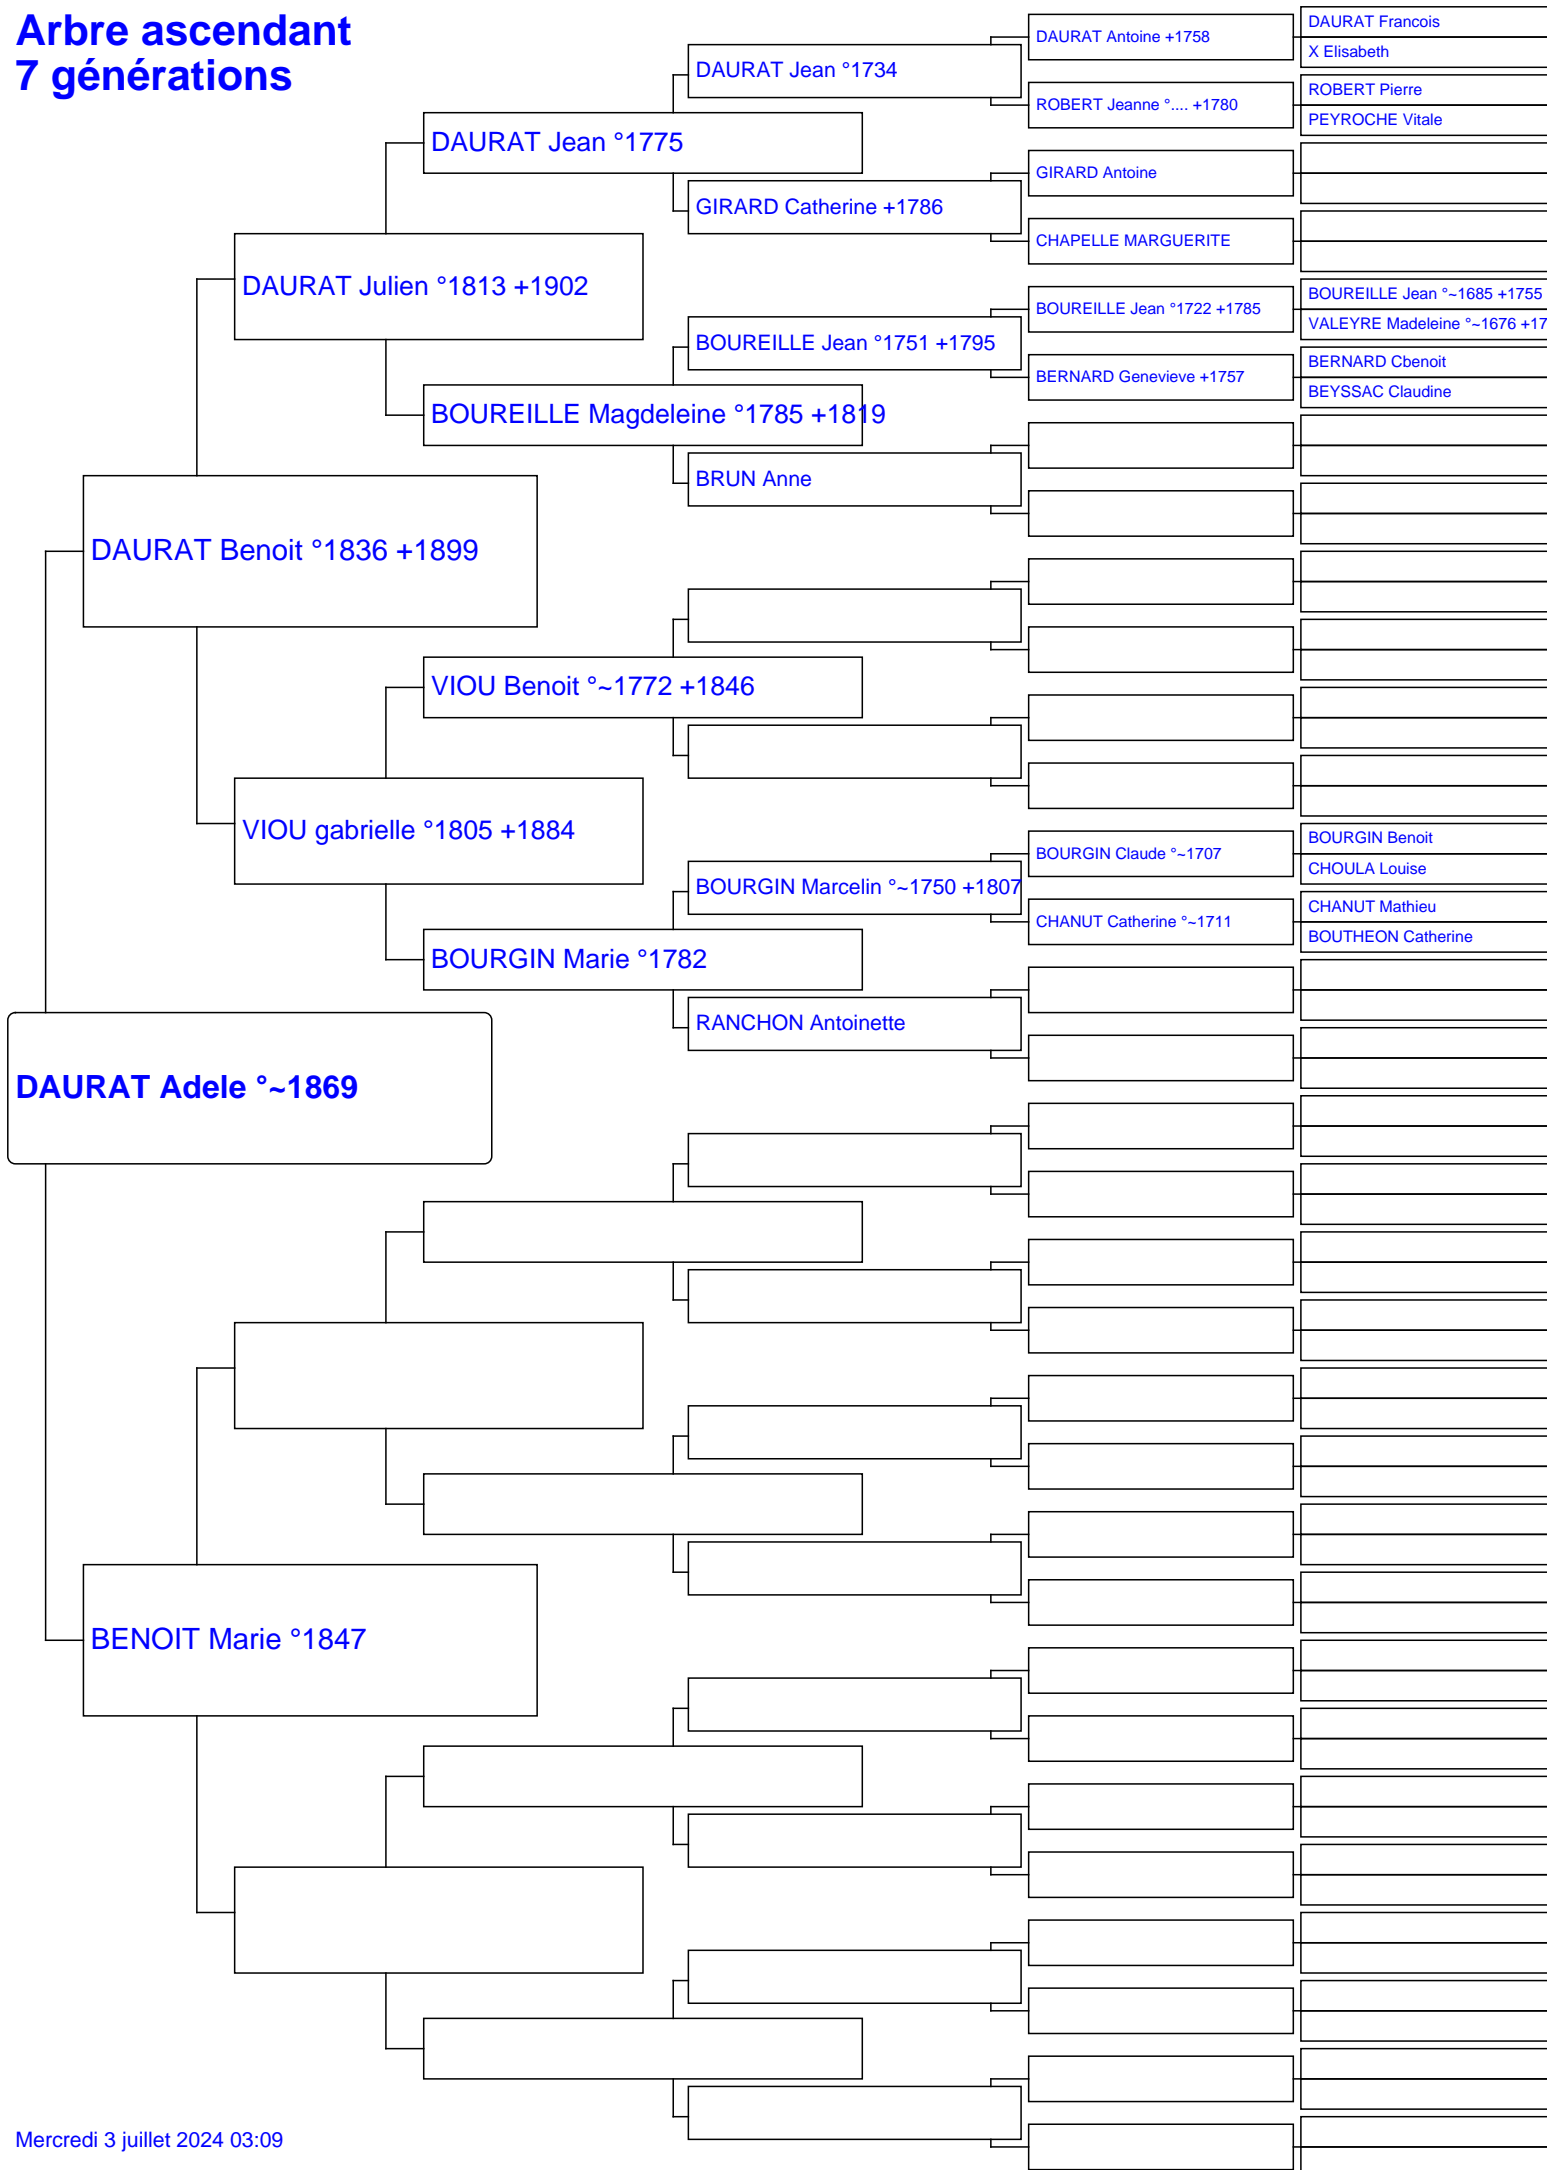 Arbre ascendant
7 générations
DAURAT Antoine +1758
DAURAT Francois
X Elisabeth
DAURAT Jean °1734
ROBERT Jeanne °.... +1780
ROBERT Pierre
PEYROCHE Vitale
DAURAT Jean °1775
GIRARD Antoine
GIRARD Catherine +1786
CHAPELLE MARGUERITE
DAURAT Julien °1813 +1902
BOUREILLE Jean °1722 +1785
BOUREILLE Jean °~1685 +1755
VALEYRE Madeleine °~1676 +17
BOUREILLE Jean °1751 +1795
BERNARD Genevieve +1757
BERNARD Cbenoit
BEYSSAC Claudine
BOUREILLE Magdeleine °1785 +1819
BRUN Anne
DAURAT Benoit °1836 +1899
VIOU Benoit °~1772 +1846
VIOU gabrielle °1805 +1884
BOURGIN Claude °~1707
BOURGIN Benoit
CHOULA Louise
BOURGIN Marcelin °~1750 +1807
CHANUT Catherine °~1711
CHANUT Mathieu
BOUTHEON Catherine
BOURGIN Marie °1782
RANCHON Antoinette
DAURAT Adele °~1869
BENOIT Marie °1847
Mercredi 3 juillet 2024 03:09